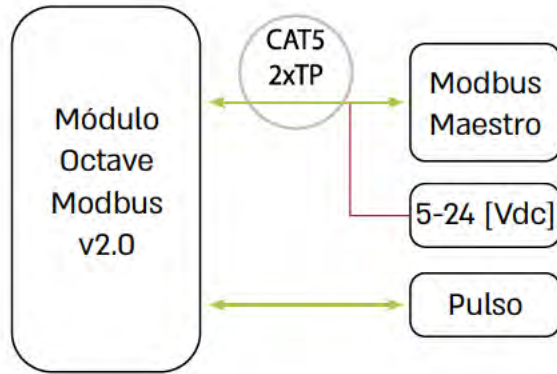 CAT5
2xTP
Módulo
Octave
Modbus
v2.0
Modbus
Maestro
5-24 [Vdc]
Pulso